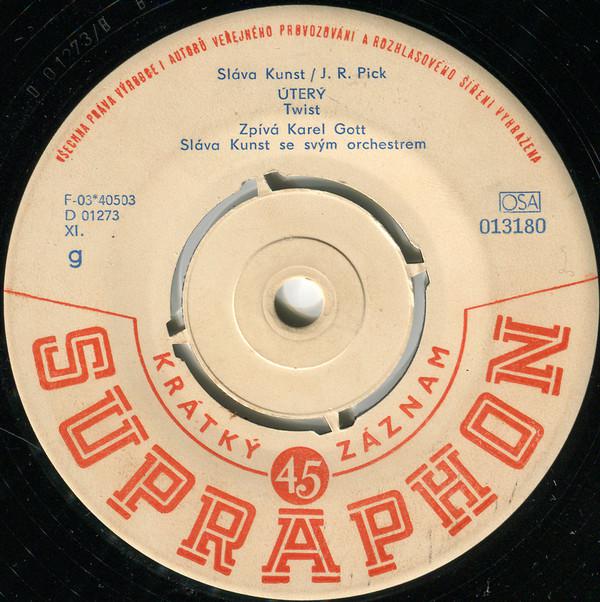 VŠECHNA PRÁVA VÝROBCE I AUTORŮ VEŘEJNÉHO PROVOZOVÁNÍ A ROZHLASOVÉHO ŠÍŘENÍ VYHRAŽENA
Sláva Kunst / J. R. Pick
ÚTERÝ
Twist
Zpívá Karel Gott
Sláva Kunst se svým orchestrem
F-03*40503
D 01273
XI.
g
OSA
013180
KRÁTKÝ ZÁZNAM
45
SUPRAPHON
D 01273/B